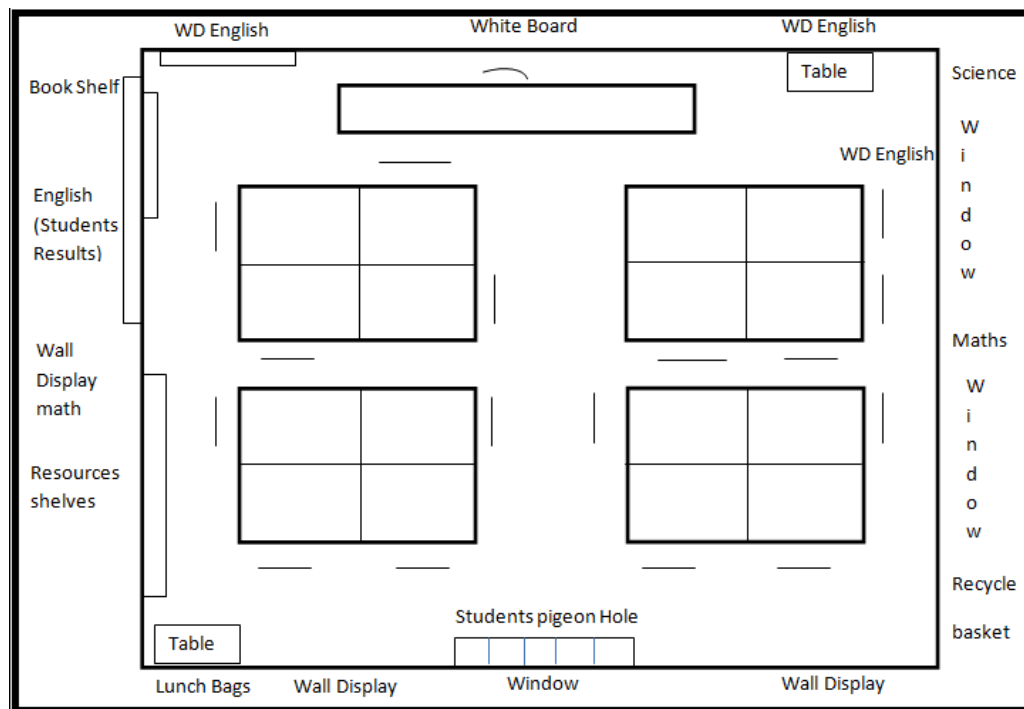 WD English
White Board
WD English
Table
Book Shelf
Science
W
i
n
d
o
w
WD English
English
(Students
Results)
Wall
Display
math
Maths
W
i
n
d
o
w
Resources
shelves
Recycle
basket
Students pigeon Hole
Table
Lunch Bags
Wall Display
Window
Wall Display